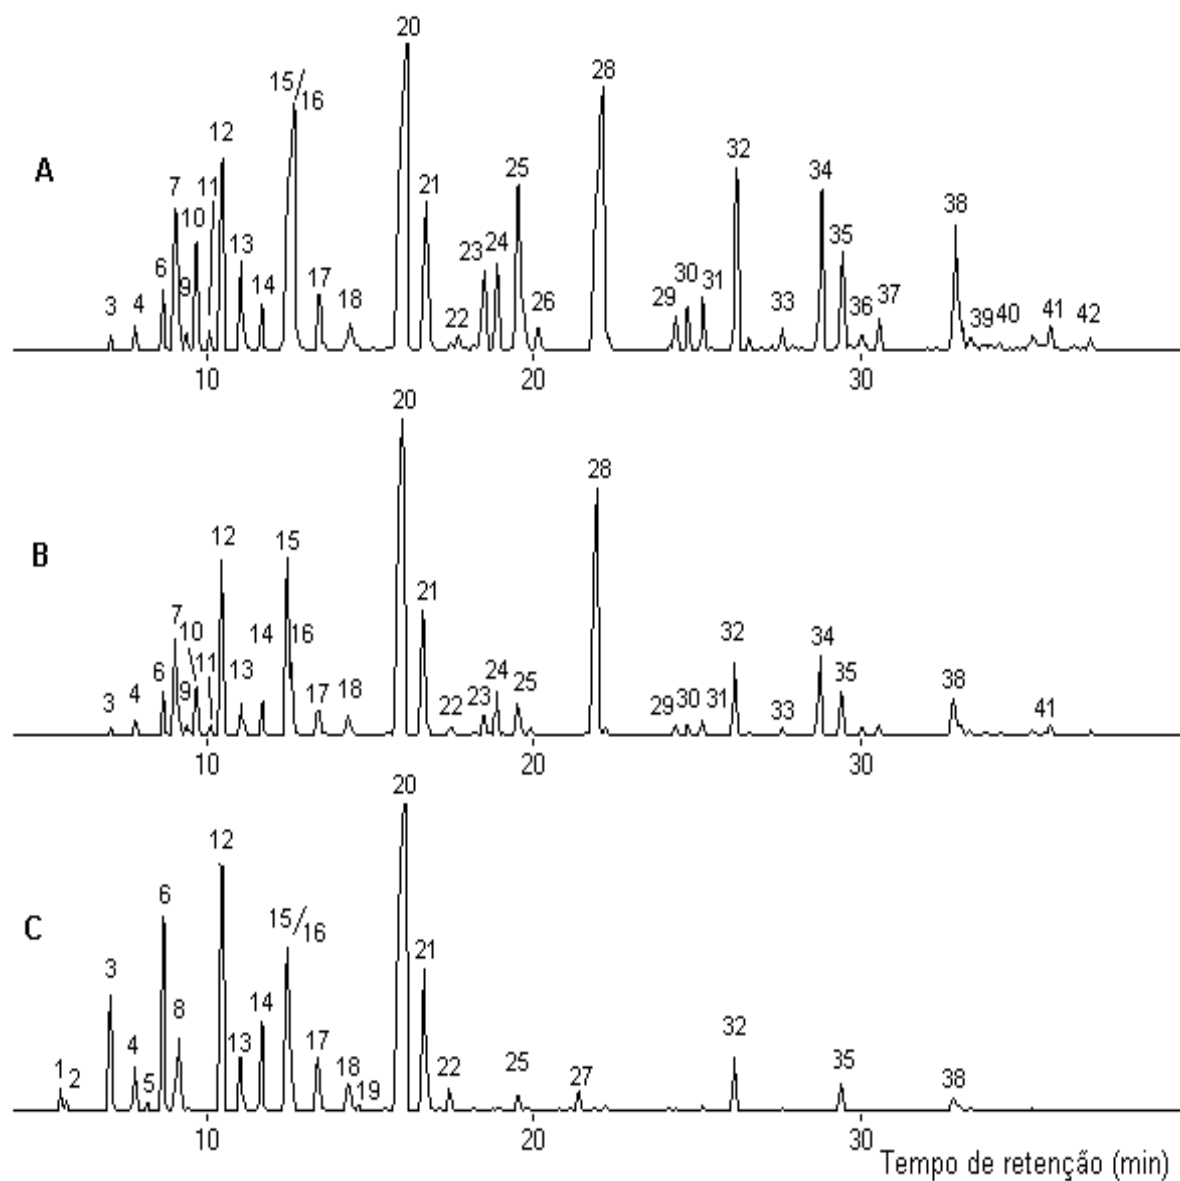 A
3 4 6 7 9 10 11 12 13 14 15/16 17 18 20 21 22 23 24 25 26 28 29 30 31 32 33 34 35 36 37 38 39 40 41 42
10 20 30
B
3 4 6 7 9 10 11 12 13 14 15 16 17 18 20 21 22 23 24 25 28 29 30 31 32 33 34 35 38 41
10 20 30
C
1 2 3 4 5 6 8 12 13 14 15/16 17 18 19 20 21 22 25 27 32 35 38
10 20 30
Tempo de retenção (min)